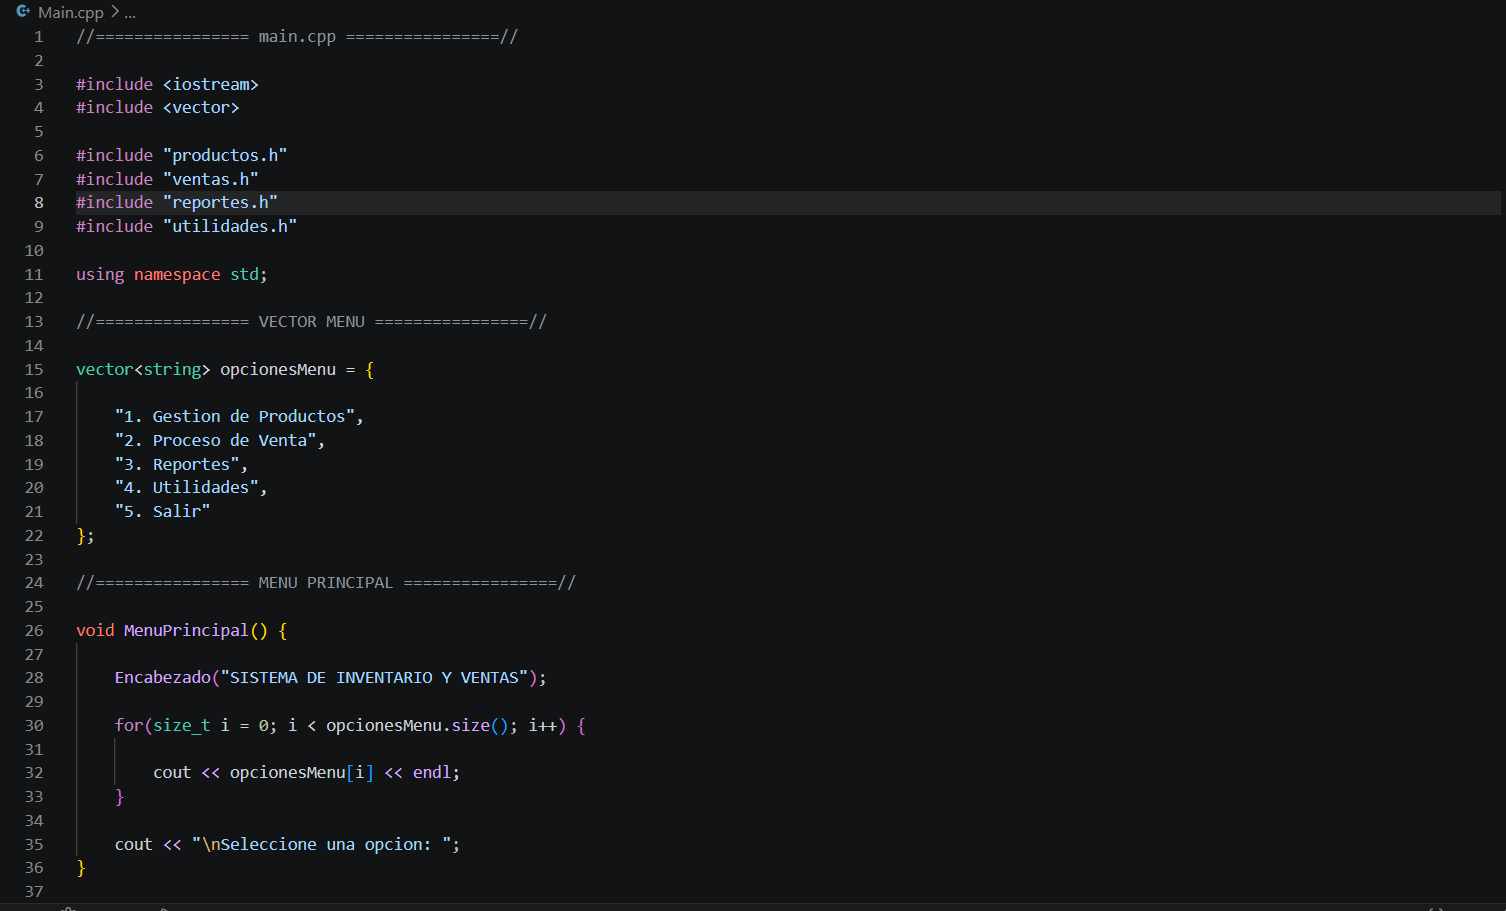 Main.cpp > ...
1 //================ main.cpp ================//
2
3 #include <iostream>
4 #include <vector>
5
6 #include "productos.h"
7 #include "ventas.h"
8 #include "reportes.h"
9 #include "utilidades.h"
10
11 using namespace std;
12
13 //================ VECTOR MENU ================//
14
15 vector<string> opcionesMenu = {
16
17     "1. Gestion de Productos",
18     "2. Proceso de Venta",
19     "3. Reportes",
20     "4. Utilidades",
21     "5. Salir"
22 };
23
24 //================ MENU PRINCIPAL ================//
25
26 void MenuPrincipal() {
27
28     Encabezado("SISTEMA DE INVENTARIO Y VENTAS");
29
30     for(size_t i = 0; i < opcionesMenu.size(); i++) {
31
32         cout << opcionesMenu[i] << endl;
33     }
34
35     cout << "\nSeleccione una opcion: ";
36 }
37